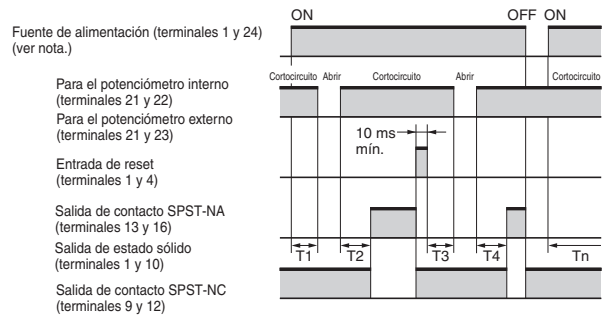 ON
OFF ON
Fuente de alimentación (terminales 1 y 24)
(ver nota.)
Cortocircuito Abrir Cortocircuito Abrir Cortocircuito
Para el potenciómetro interno
(terminales 21 y 22)
Para el potenciómetro externo
(terminales 21 y 23)
10 ms
mín.
Entrada de reset
(terminales 1 y 4)
Salida de contacto SPST-NA
(terminales 13 y 16)
Salida de estado sólido
(terminales 1 y 10)
T1 T2 T3 T4 Tn
Salida de contacto SPST-NC
(terminales 9 y 12)